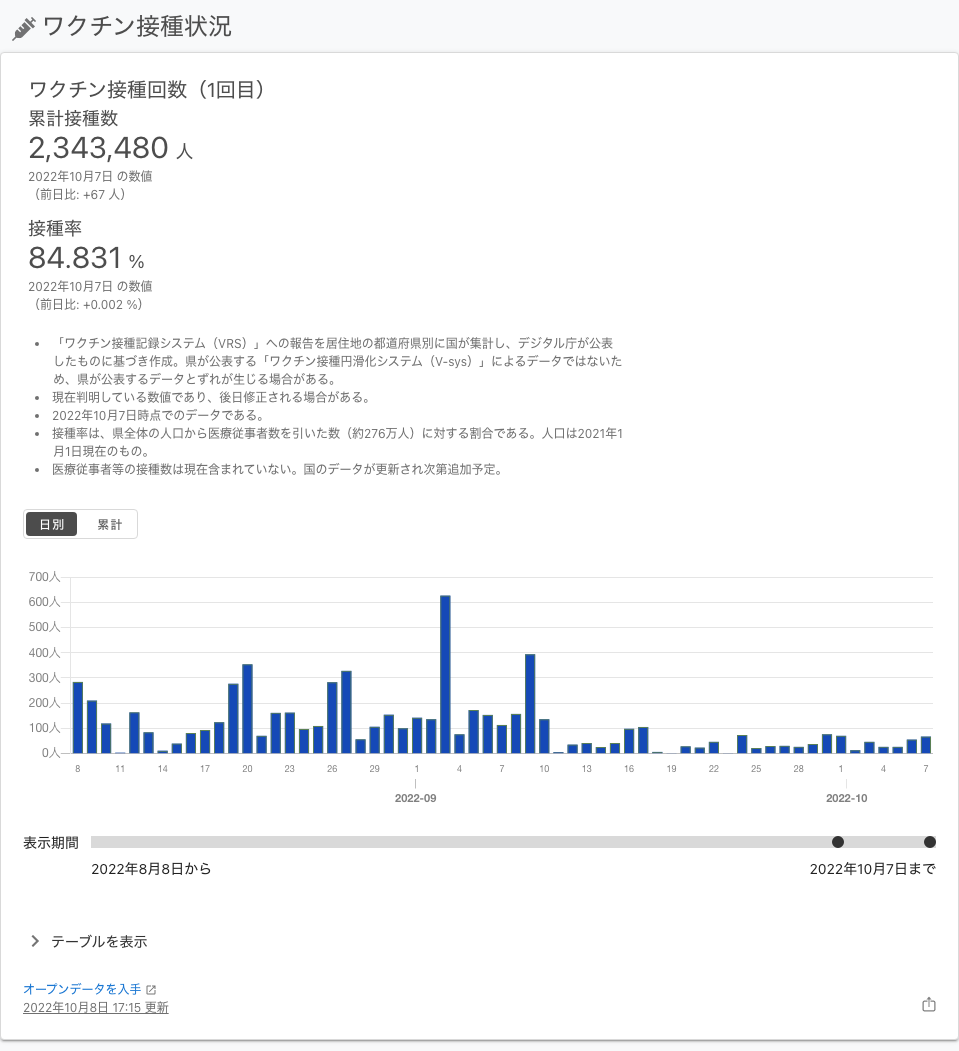 ワクチン接種状況
ワクチン接種回数（1回目）
累計接種数
2,343,480 人
2022年10月7日 の数値
（前日比: +67 人）
接種率
84.831 %
2022年10月7日 の数値
（前日比: +0.002 %）
• 「ワクチン接種記録システム（VRS）」への報告を居住地の都道府県別に国が集計し、デジタル庁が公表
したものに基づき作成。県が公表する「ワクチン接種円滑化システム（V-sys）」によるデータではないた
め、県が公表するデータとずれが生じる場合がある。
• 現在判明している数値であり、後日修正される場合がある。
• 2022年10月7日時点でのデータである。
• 接種率は、県全体の人口から医療従事者数を引いた数（約276万人）に対する割合である。人口は2021年1
月1日現在のもの。
• 医療従事者等の接種数は現在含まれていない。国のデータが更新され次第追加予定。
日別 累計
700人
600人
500人
400人
300人
200人
100人
0人
8 11 14 17 20 23 26 29 1 4 7 10 13 16 19 22 25 28 1 4 7
2022-09 2022-10
表示期間
2022年8月8日から 2022年10月7日まで
テーブルを表示
オープンデータを入手
2022年10月8日 17:15 更新